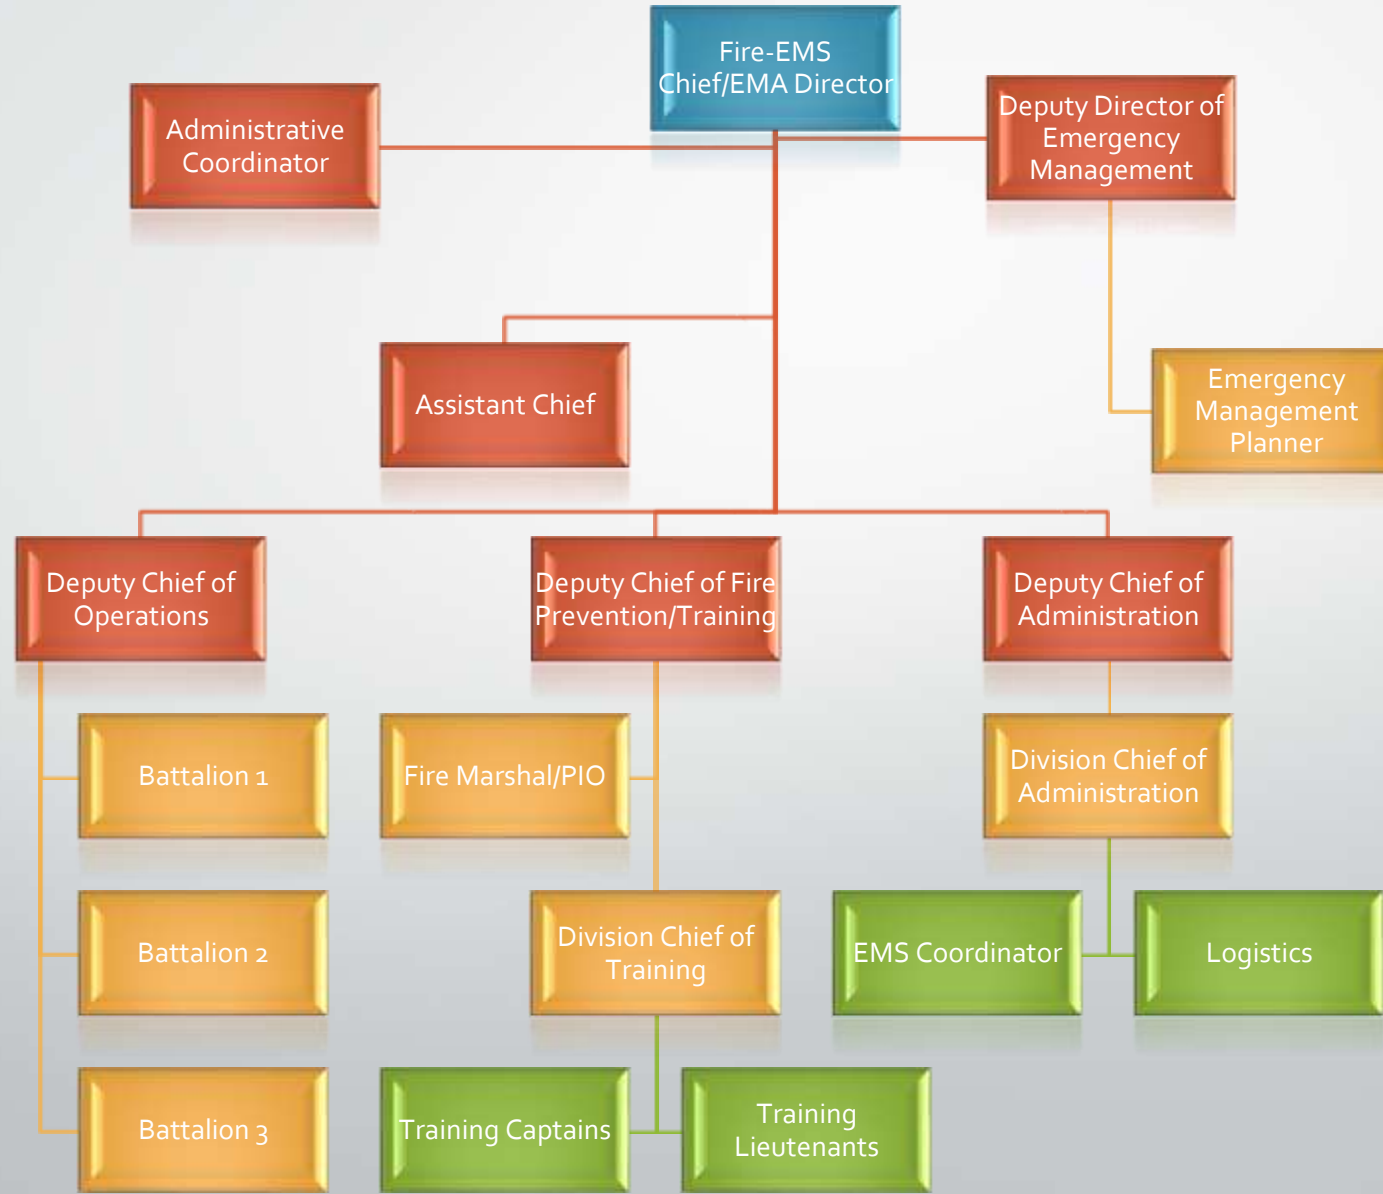 Fire-EMS
Chief/EMA Director
Administrative
Coordinator
Deputy Director of
Emergency
Management
Assistant Chief
Emergency
Management
Planner
Deputy Chief of
Operations
Deputy Chief of Fire
Prevention/Training
Deputy Chief of
Administration
Battalion 1
Fire Marshal/PIO
Division Chief of
Administration
Battalion 2
Division Chief of
Training
EMS Coordinator
Logistics
Battalion 3
Training Captains
Training
Lieutenants